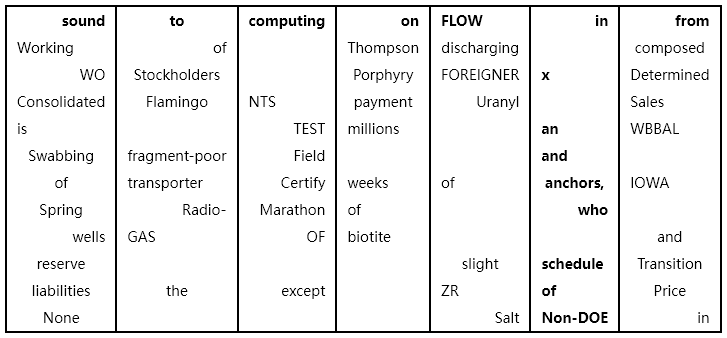 sound to computing on FLOW in from
Working of Thompson discharging composed
WO Stockholders Porphyry FOREIGNER x Determined
Consolidated Flamingo NTS payment Uranyl Sales
is TEST millions an WBBAL
Swabbing fragment-poor Field and
of transporter Certify weeks of anchors, IOWA
Spring Radio- Marathon of who
wells GAS OF biotite and
reserve slight schedule Transition
liabilities the except ZR of Price
None Salt Non-DOE in